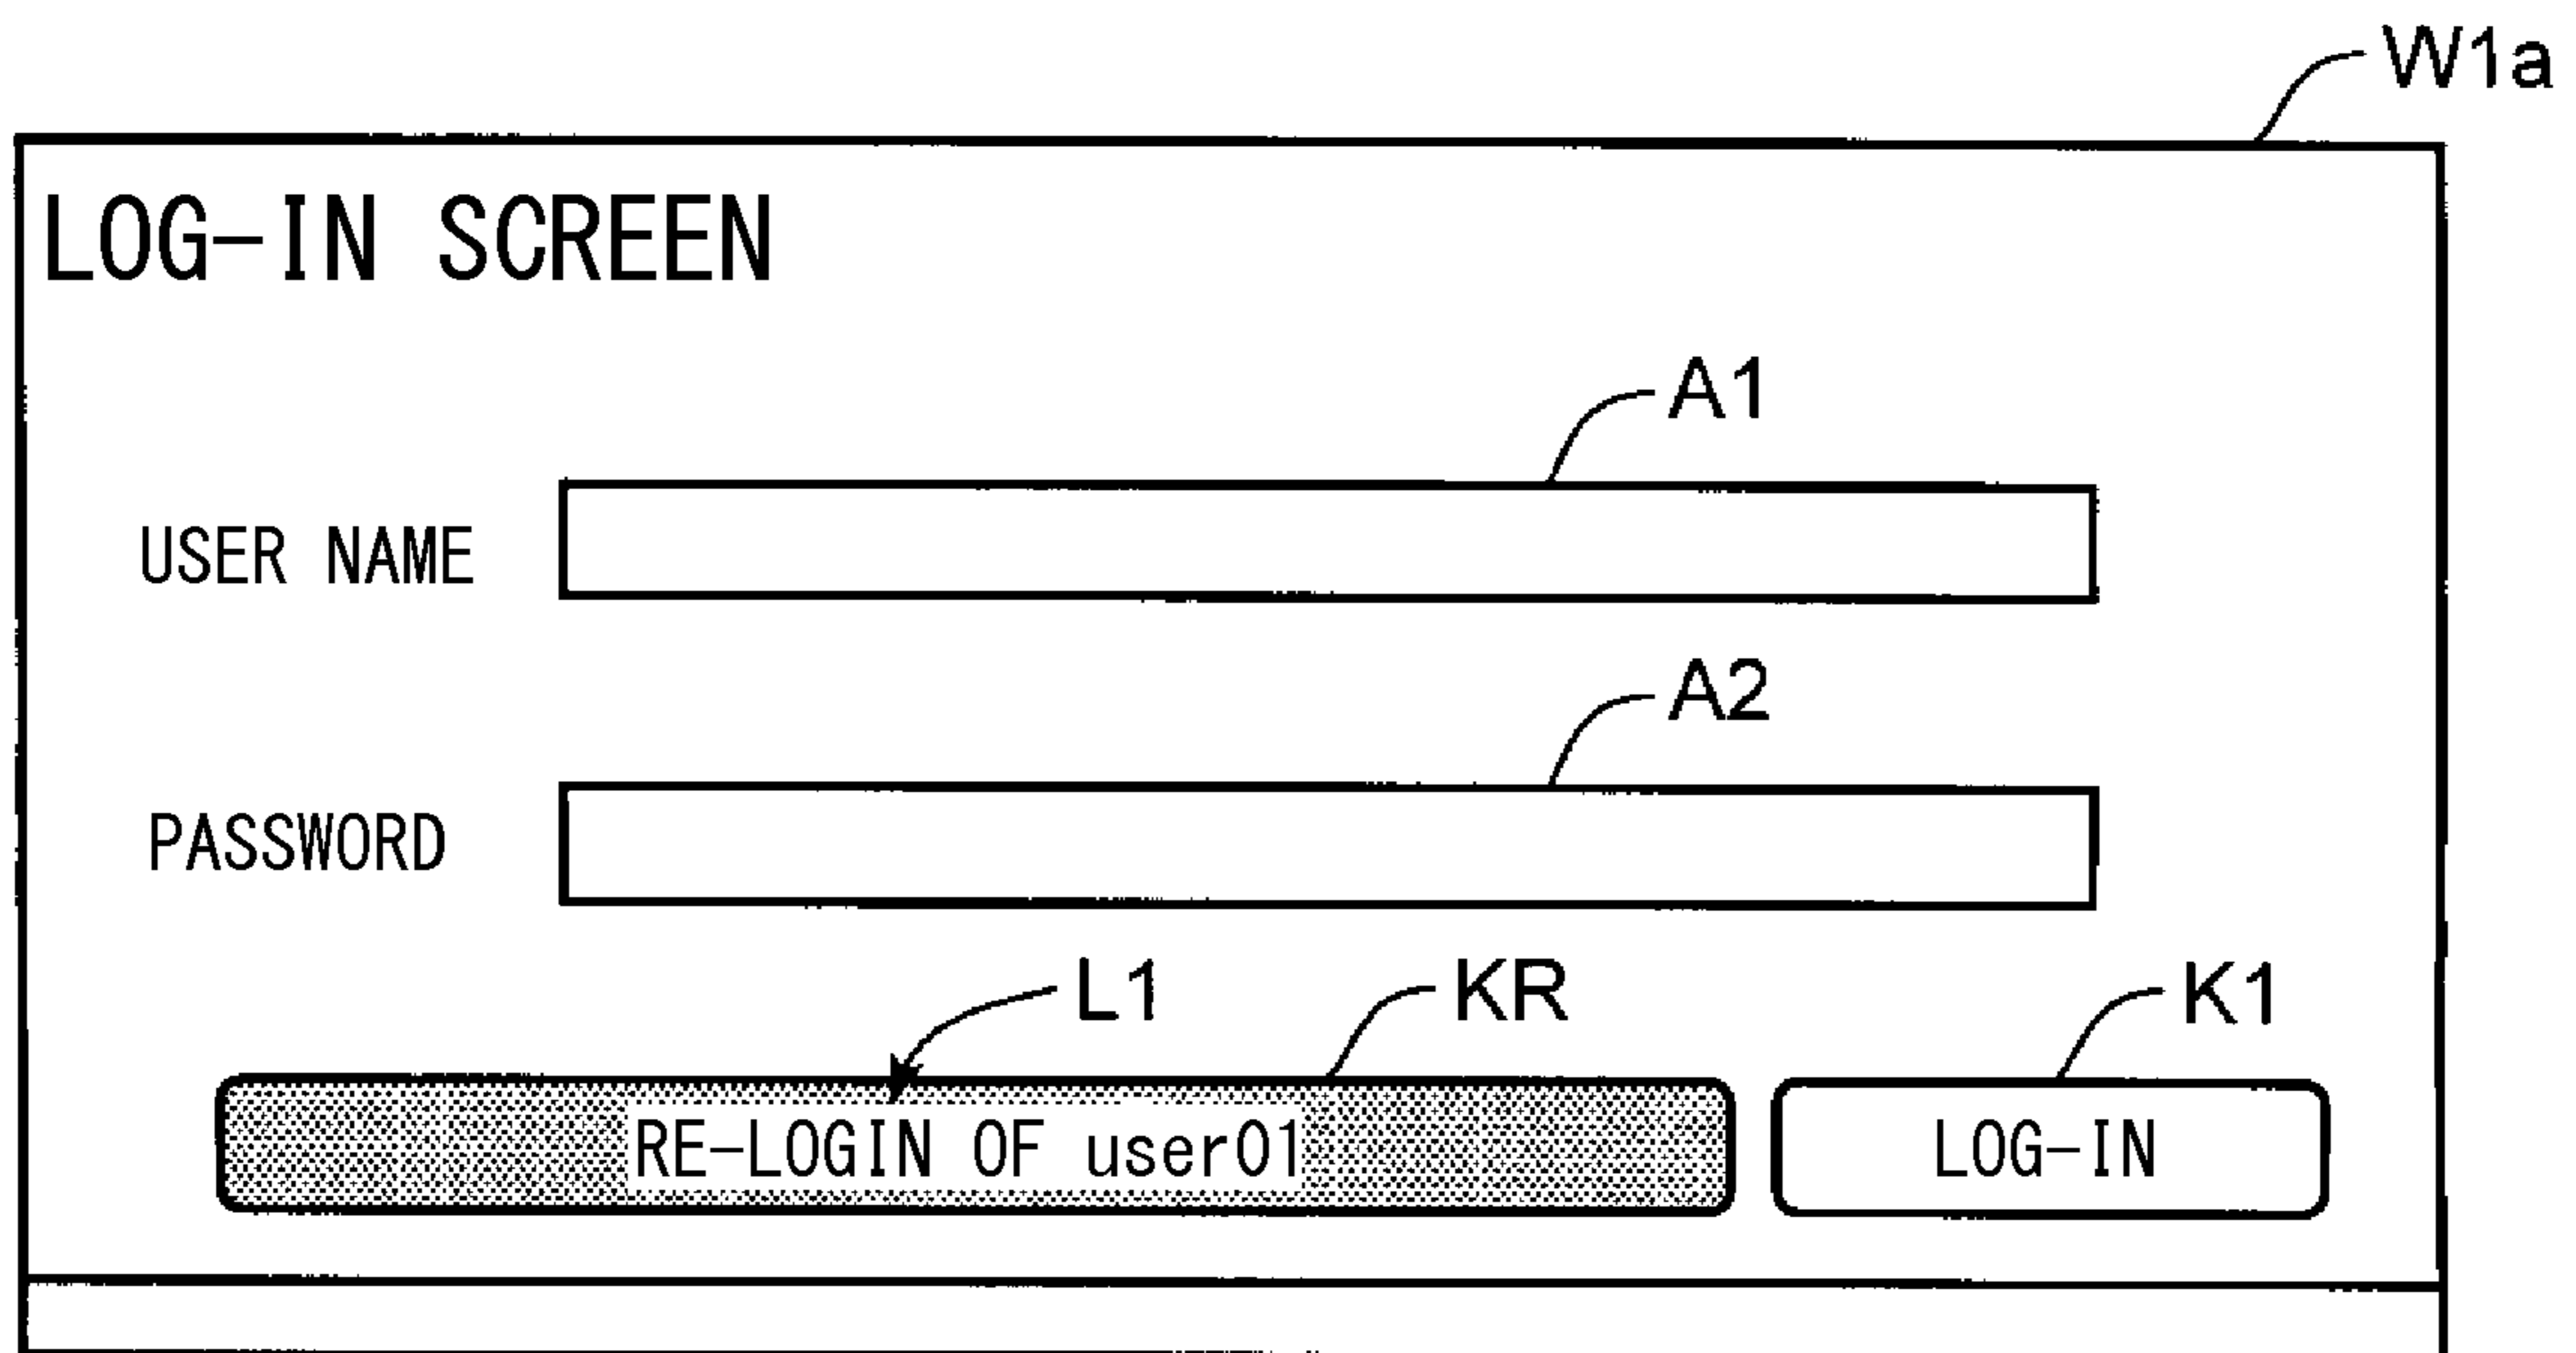 W1a
LOG-IN SCREEN
A1
USER NAME
A2
PASSWORD
L1 KR K1
RE-LOGIN OF user01 LOG-IN